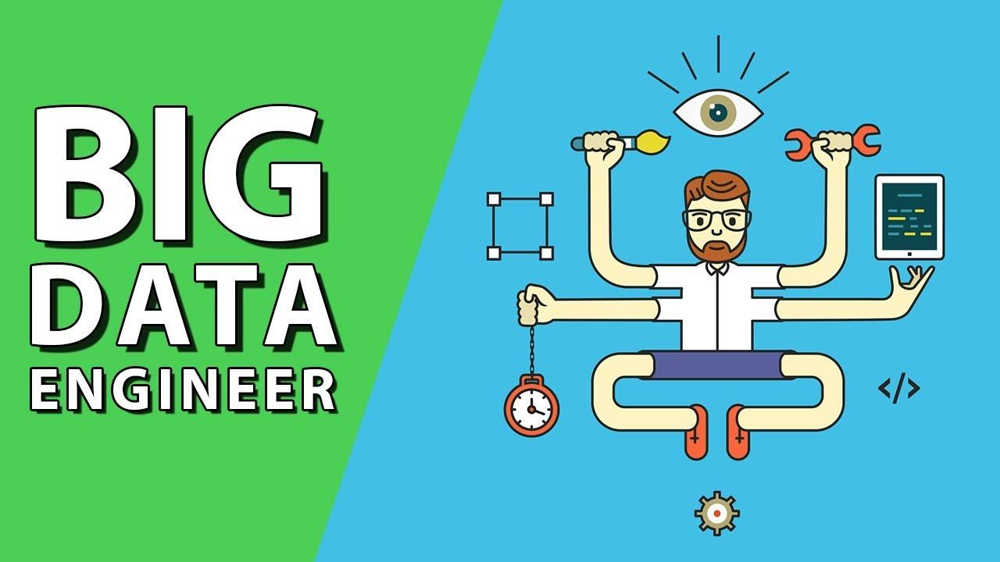 BIG
DATA
ENGINEER
</>